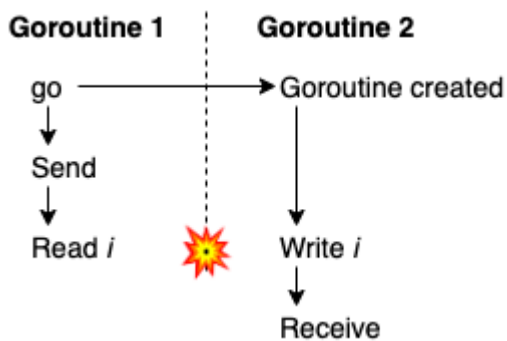 Goroutine 1 Goroutine 2
go Goroutine created
Send
Read i Write i
Receive